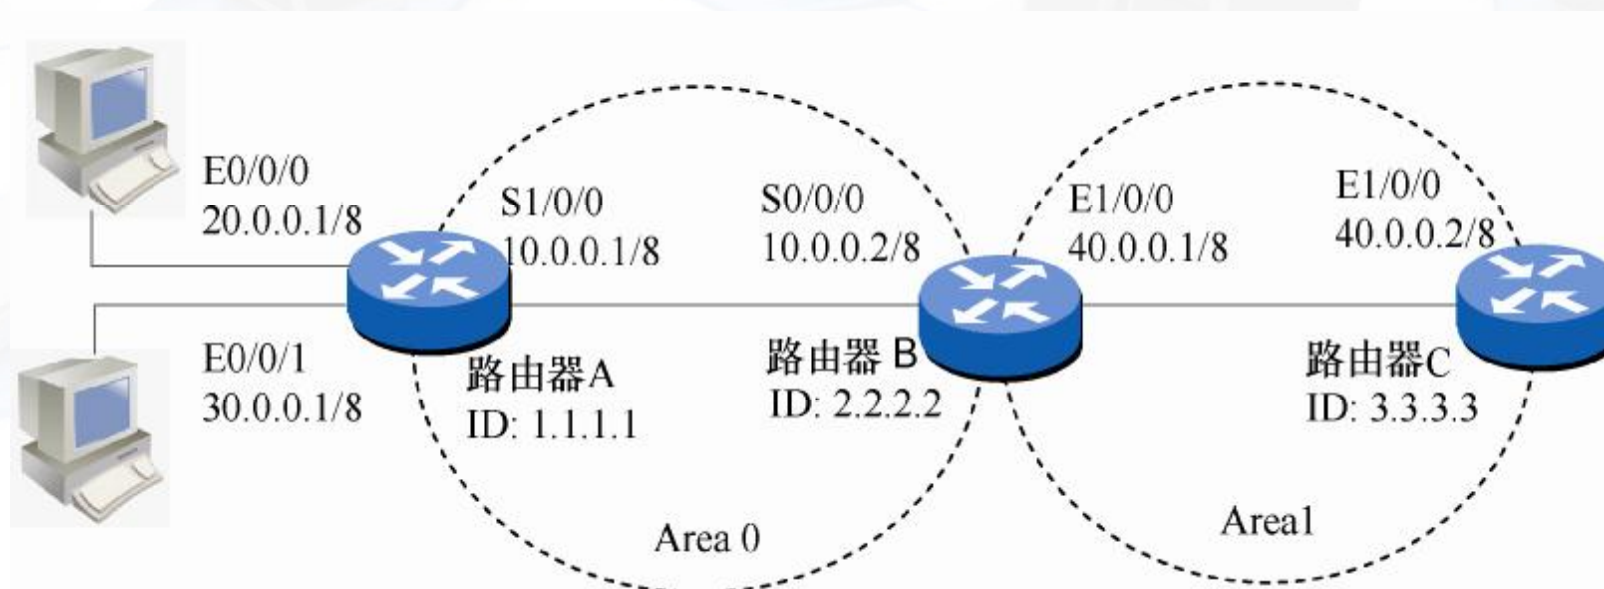 E0/0/0
20.0.0.1/8
S1/0/0
10.0.0.1/8
S0/0/0
10.0.0.2/8
E1/0/0
40.0.0.1/8
E1/0/0
40.0.0.2/8
E0/0/1
30.0.0.1/8
路由器A
ID: 1.1.1.1
路由器 B
ID: 2.2.2.2
路由器C
ID: 3.3.3.3
Area 0
Area1